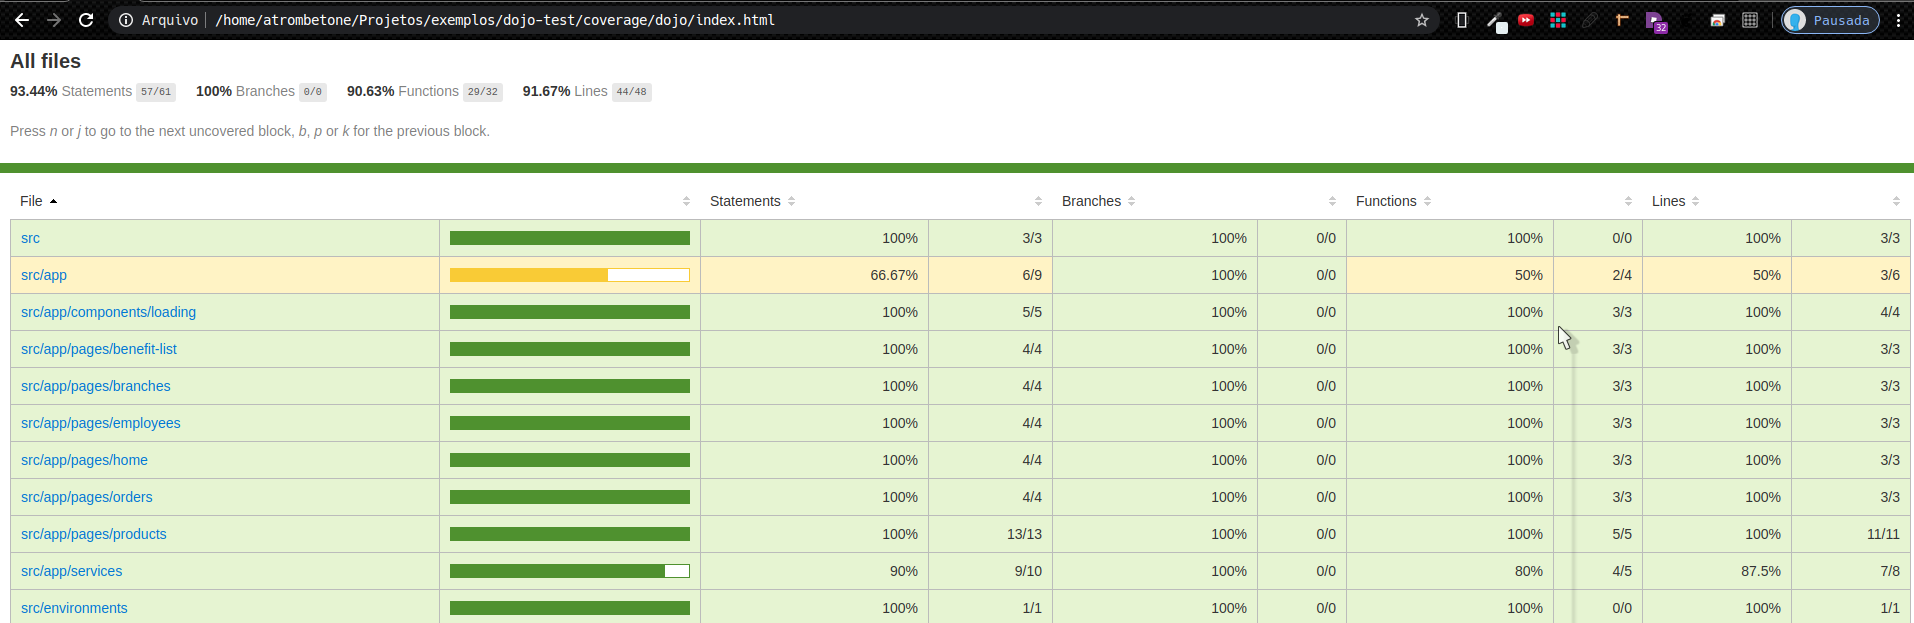 Arquivo | /home/atrombetone/Projetos/exemplos/dojo-test/coverage/dojo/index.html 32 Pausada
All files
93.44% Statements 57/61 100% Branches 0/0 90.63% Functions 29/32 91.67% Lines 44/48
Press n or j to go to the next uncovered block, b, p or k for the previous block.
File Statements Branches Functions Lines
src 100% 3/3 100% 0/0 100% 0/0 100% 3/3
src/app 66.67% 6/9 100% 0/0 50% 2/4 50% 3/6
src/app/components/loading 100% 5/5 100% 0/0 100% 3/3 100% 4/4
src/app/pages/benefit-list 100% 4/4 100% 0/0 100% 3/3 100% 3/3
src/app/pages/branches 100% 4/4 100% 0/0 100% 3/3 100% 3/3
src/app/pages/employees 100% 4/4 100% 0/0 100% 3/3 100% 3/3
src/app/pages/home 100% 4/4 100% 0/0 100% 3/3 100% 3/3
src/app/pages/orders 100% 4/4 100% 0/0 100% 3/3 100% 3/3
src/app/pages/products 100% 13/13 100% 0/0 100% 5/5 100% 11/11
src/app/services 90% 9/10 100% 0/0 80% 4/5 87.5% 7/8
src/environments 100% 1/1 100% 0/0 100% 0/0 100% 1/1